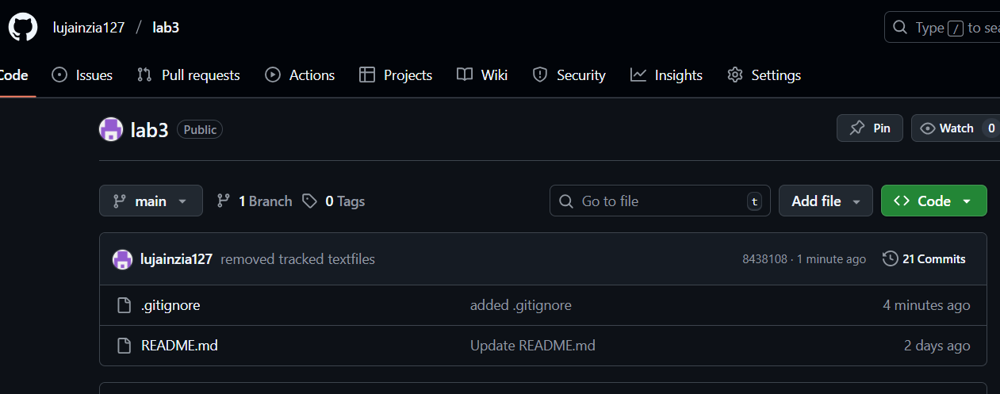 lujainzia127 / lab3
Type / to sea
Code Issues Pull requests Actions Projects Wiki Security Insights Settings
lab3 Public
Pin Watch 0
main 1 Branch 0 Tags
Go to file t Add file <> Code
lujainzia127 removed tracked textfiles 8438108 · 1 minute ago 21 Commits
.gitignore added .gitignore 4 minutes ago
README.md Update README.md 2 days ago